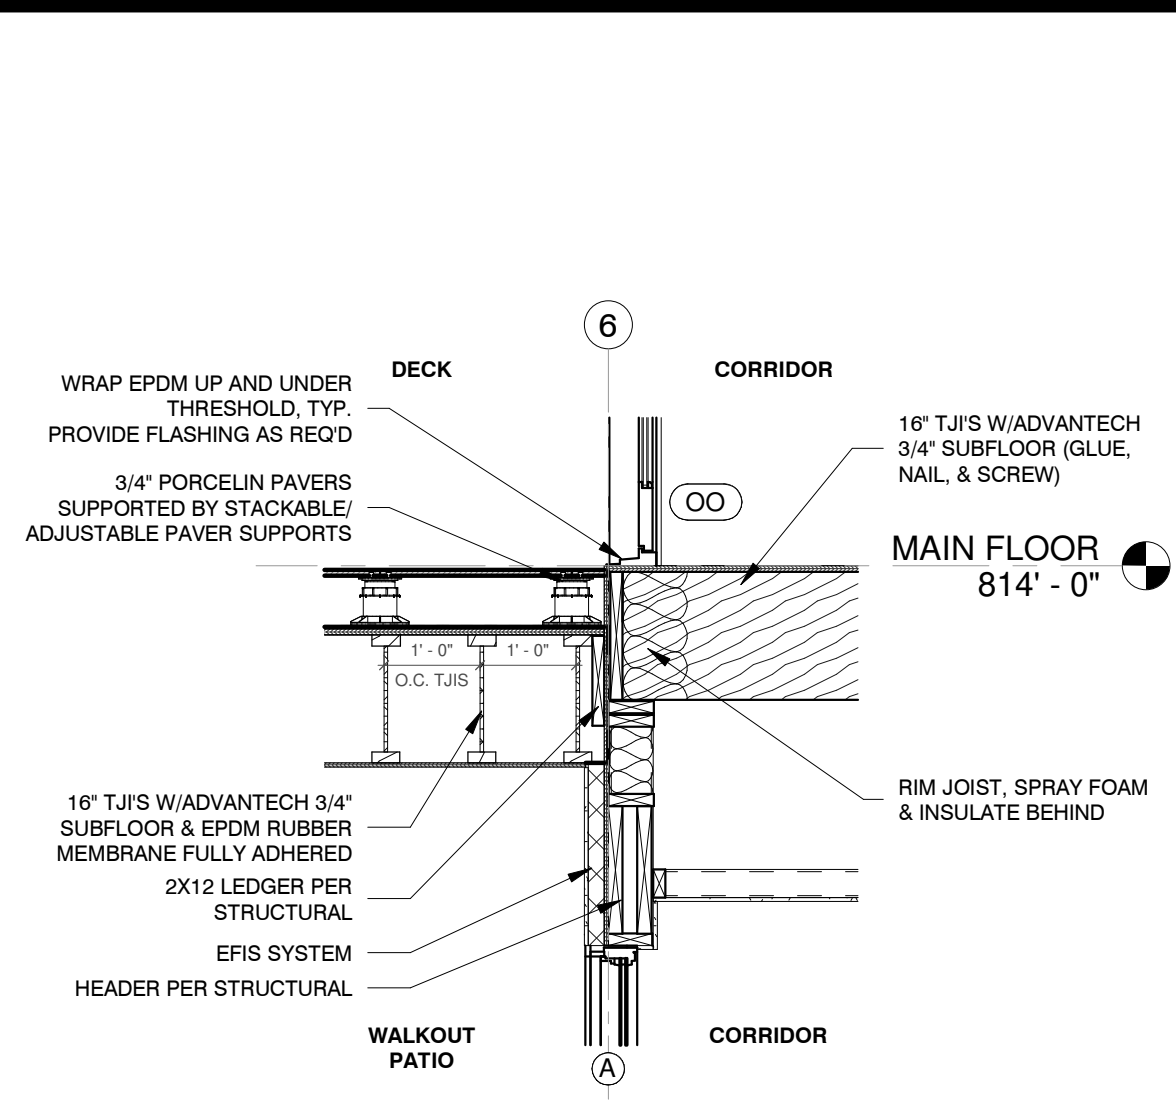 6
DECK
CORRIDOR
WRAP EPDM UP AND UNDER
THRESHOLD, TYP.
PROVIDE FLASHING AS REQ'D
3/4" PORCELIN PAVERS
SUPPORTED BY STACKABLE/
ADJUSTABLE PAVER SUPPORTS
16" TJI'S W/ADVANTECH
3/4" SUBFLOOR (GLUE,
NAIL, & SCREW)
OO
MAIN FLOOR
814' - 0"
1' - 0"
1' - 0"
O.C. TJIS
RIM JOIST, SPRAY FOAM
& INSULATE BEHIND
16" TJI'S W/ADVANTECH 3/4"
SUBFLOOR & EPDM RUBBER
MEMBRANE FULLY ADHERED
2X12 LEDGER PER
STRUCTURAL
EFIS SYSTEM
HEADER PER STRUCTURAL
WALKOUT
PATIO
CORRIDOR
A